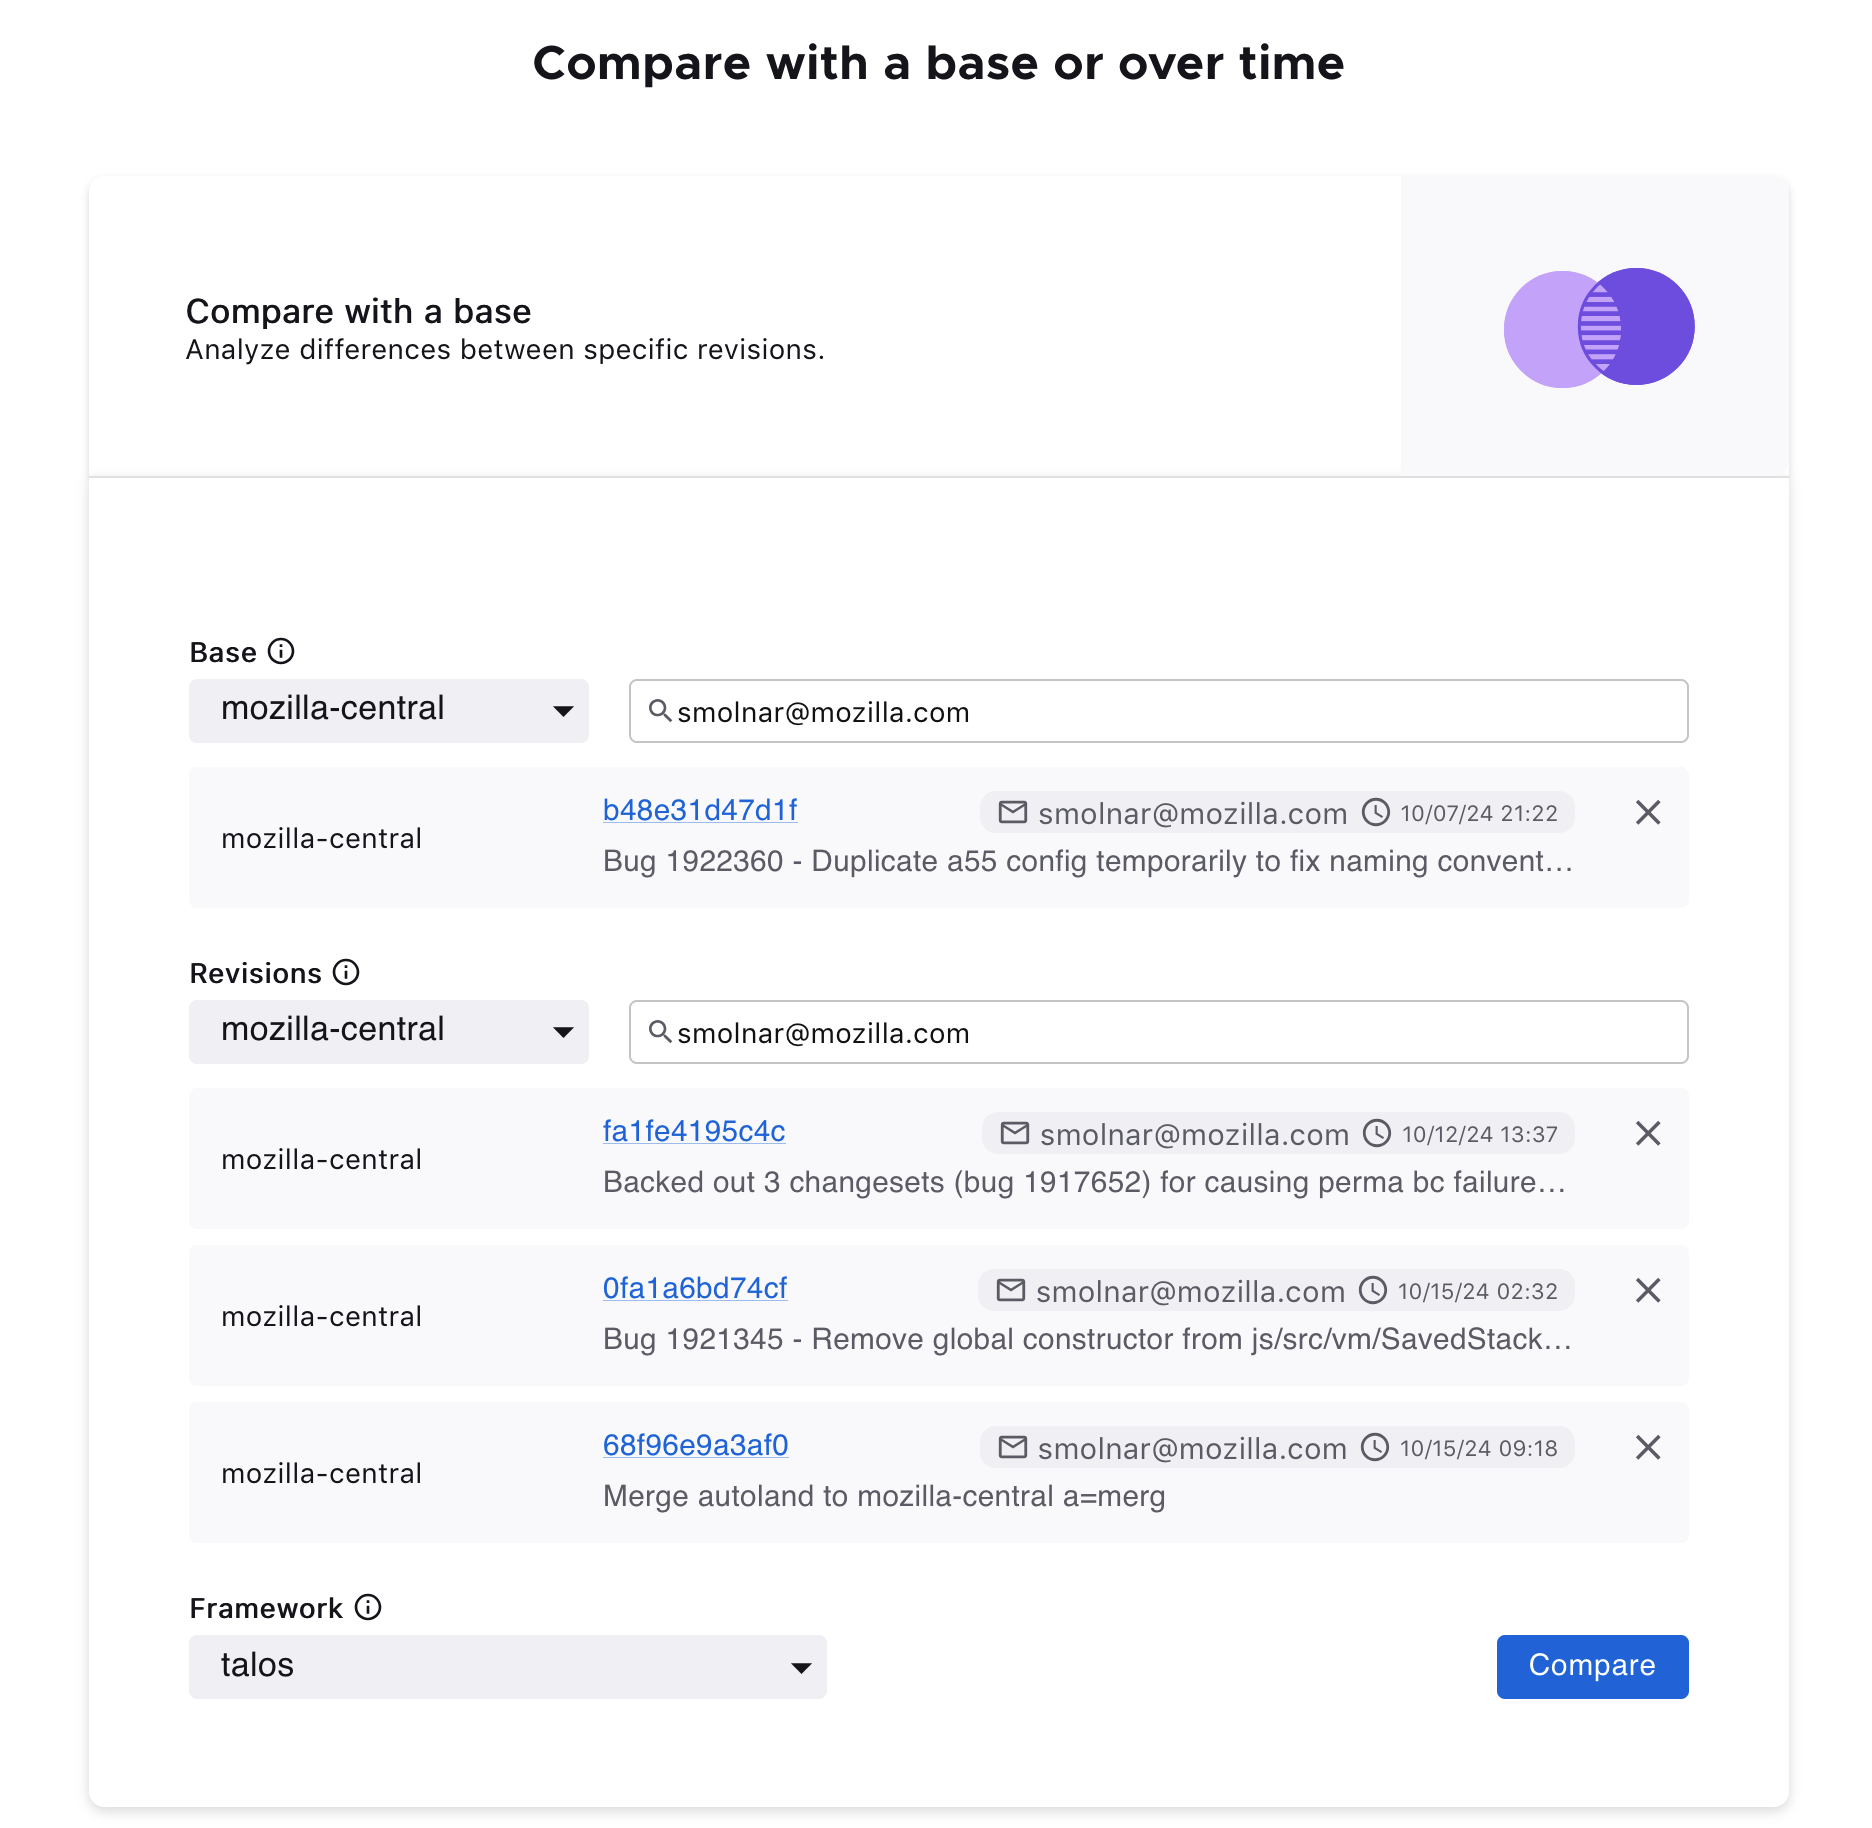 Compare with a base or over time
Compare with a base
Analyze differences between specific revisions.
Base
mozilla-central
smolnar@mozilla.com
mozilla-central
b48e31d47d1f
smolnar@mozilla.com 10/07/24 21:22
Bug 1922360 - Duplicate a55 config temporarily to fix naming convent…
Revisions
mozilla-central
smolnar@mozilla.com
mozilla-central
fa1fe4195c4c
smolnar@mozilla.com 10/12/24 13:37
Backed out 3 changesets (bug 1917652) for causing perma bc failure…
mozilla-central
0fa1a6bd74cf
smolnar@mozilla.com 10/15/24 02:32
Bug 1921345 - Remove global constructor from js/src/vm/SavedStack…
mozilla-central
68f96e9a3af0
smolnar@mozilla.com 10/15/24 09:18
Merge autoland to mozilla-central a=merg
Framework
talos
Compare